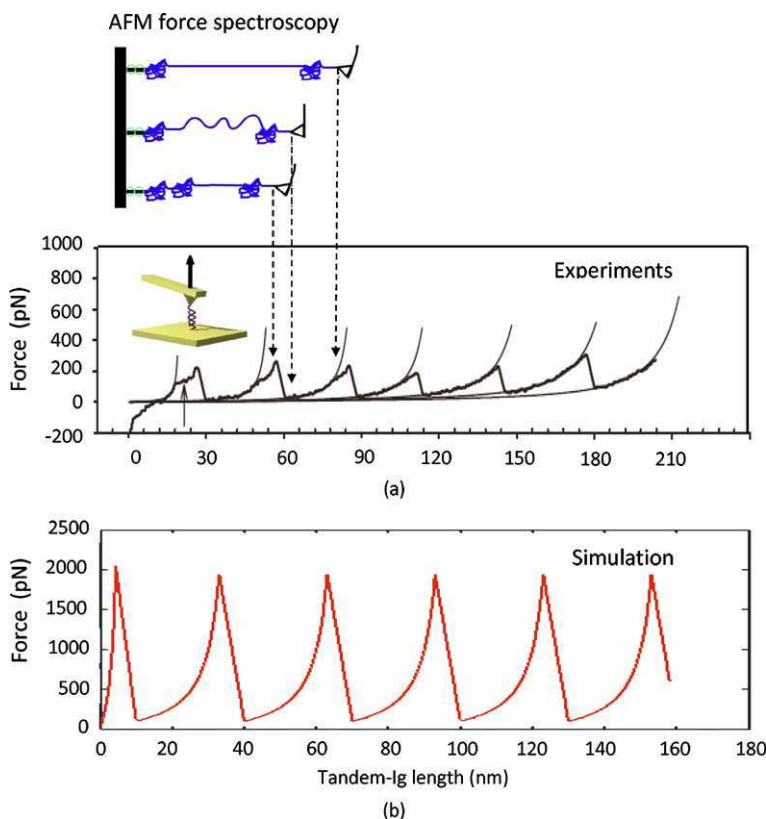 AFM force spectroscopy
1000
800
600
400
200
0
-200
Force (pN)
Experiments
0 30 60 90 120 150 180 210
(a)
2500
2000
1500
1000
500
0
Force (pN)
Simulation
0 20 40 60 80 100 120 140 160 180
Tandem-Ig length (nm)
(b)